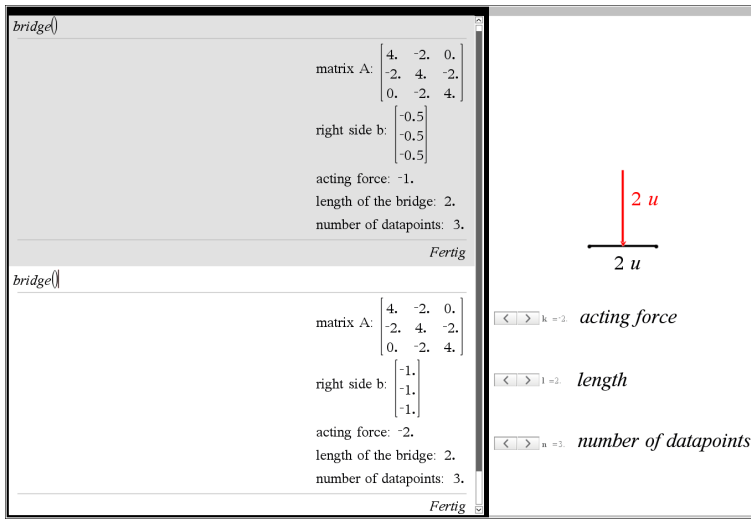 bridge()
matrix A: [4. -2. 0.
-2. 4. -2.
0. -2. 4.]
right side b: [-0.5
-0.5
-0.5]
acting force: -1.
length of the bridge: 2.
number of datapoints: 3.
Fertig
bridge()
matrix A: [4. -2. 0.
-2. 4. -2.
0. -2. 4.]
right side b: [-1.
-1.
-1.]
acting force: -2.
length of the bridge: 2.
number of datapoints: 3.
Fertig
2 u
2 u
k =-2. acting force
l =2. length
n =3. number of datapoints